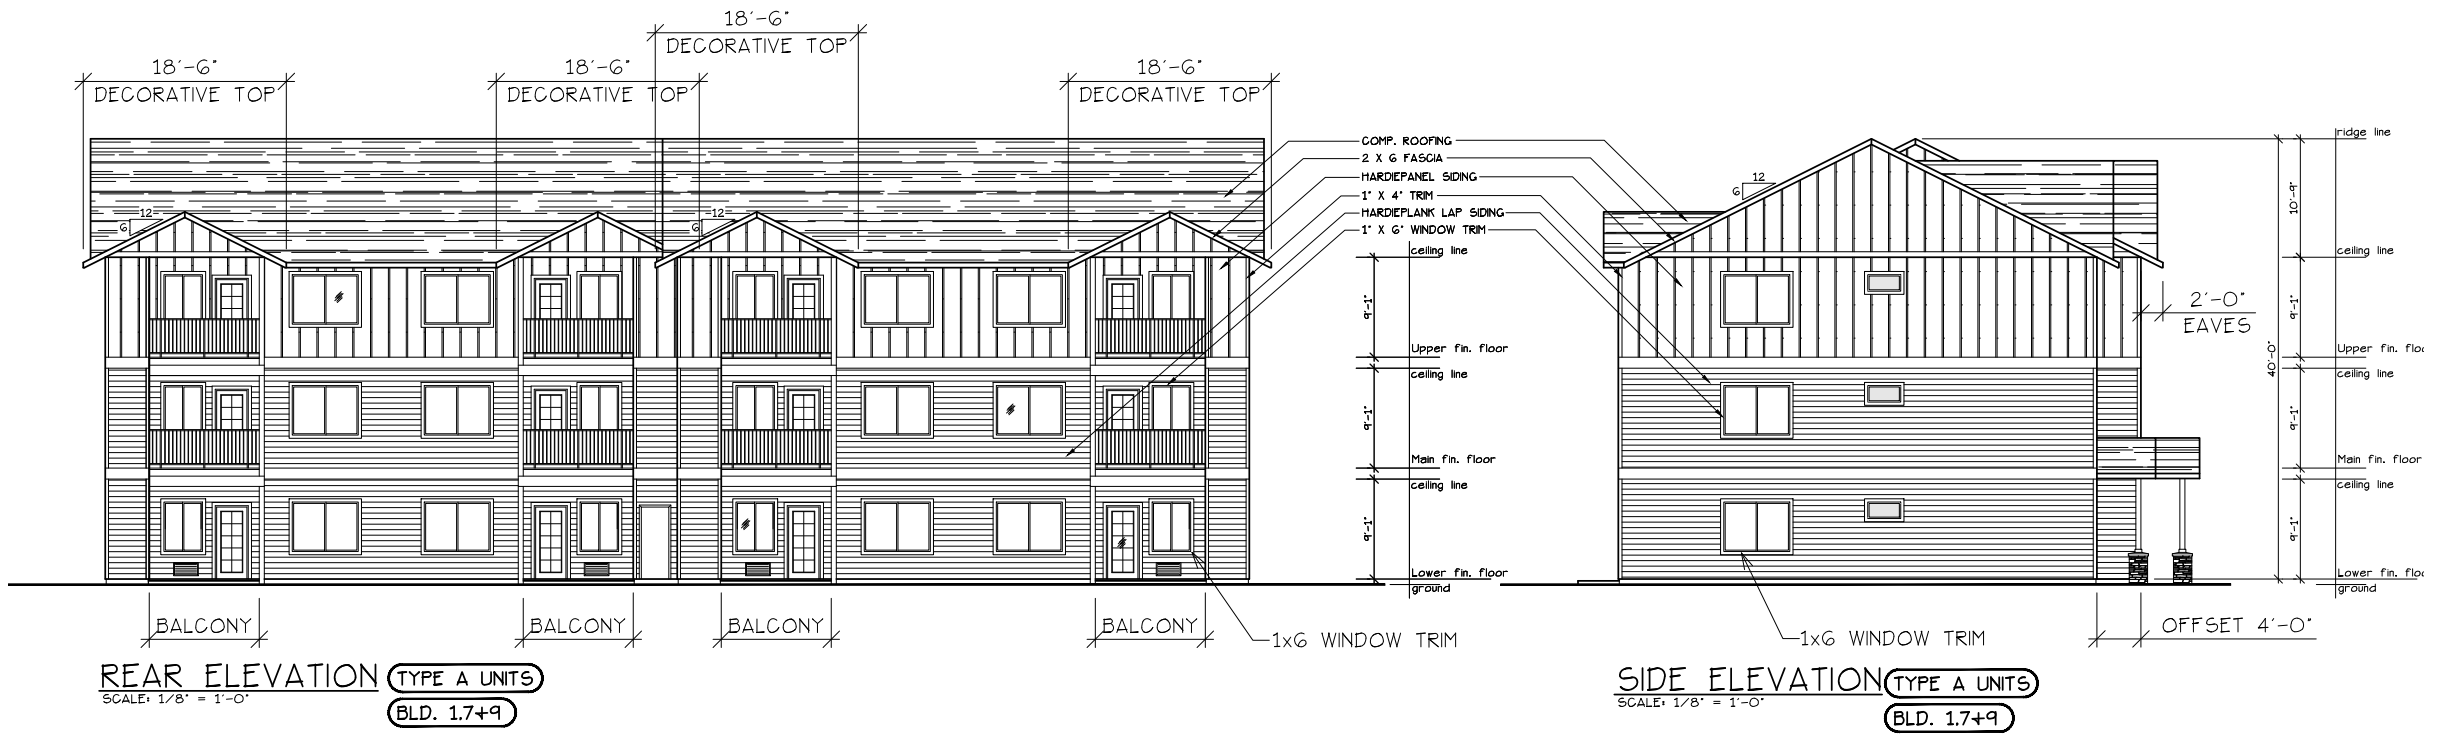 18'-6"
DECORATIVE TOP
18'-6"
DECORATIVE TOP
18'-6"
DECORATIVE TOP
18'-6"
DECORATIVE TOP
12
6
12
6
COMP. ROOFING
2 X 6 FASCIA
HARDIEPANEL SIDING
1" X 4" TRIM
HARDIEPLANK LAP SIDING
1" X 6" WINDOW TRIM
ceiling line
9'-1"
Upper fin. floor
ceiling line
9'-1"
Main fin. floor
ceiling line
9'-1"
Lower fin. floor
ground
BALCONY
BALCONY
BALCONY
BALCONY
1x6 WINDOW TRIM
REAR ELEVATION
TYPE A UNITS
SCALE: 1/8" = 1'-0"
BLD. 1.7+9
12
6
ridge line
10'-9"
ceiling line
9'-1"
2'-0"
EAVES
40'-0"
Upper fin. floo
ceiling line
9'-1"
Main fin. floor
ceiling line
9'-1"
Lower fin. floo
ground
OFFSET 4'-0"
1x6 WINDOW TRIM
SIDE ELEVATION
TYPE A UNITS
SCALE: 1/8" = 1'-0"
BLD. 1.7+9